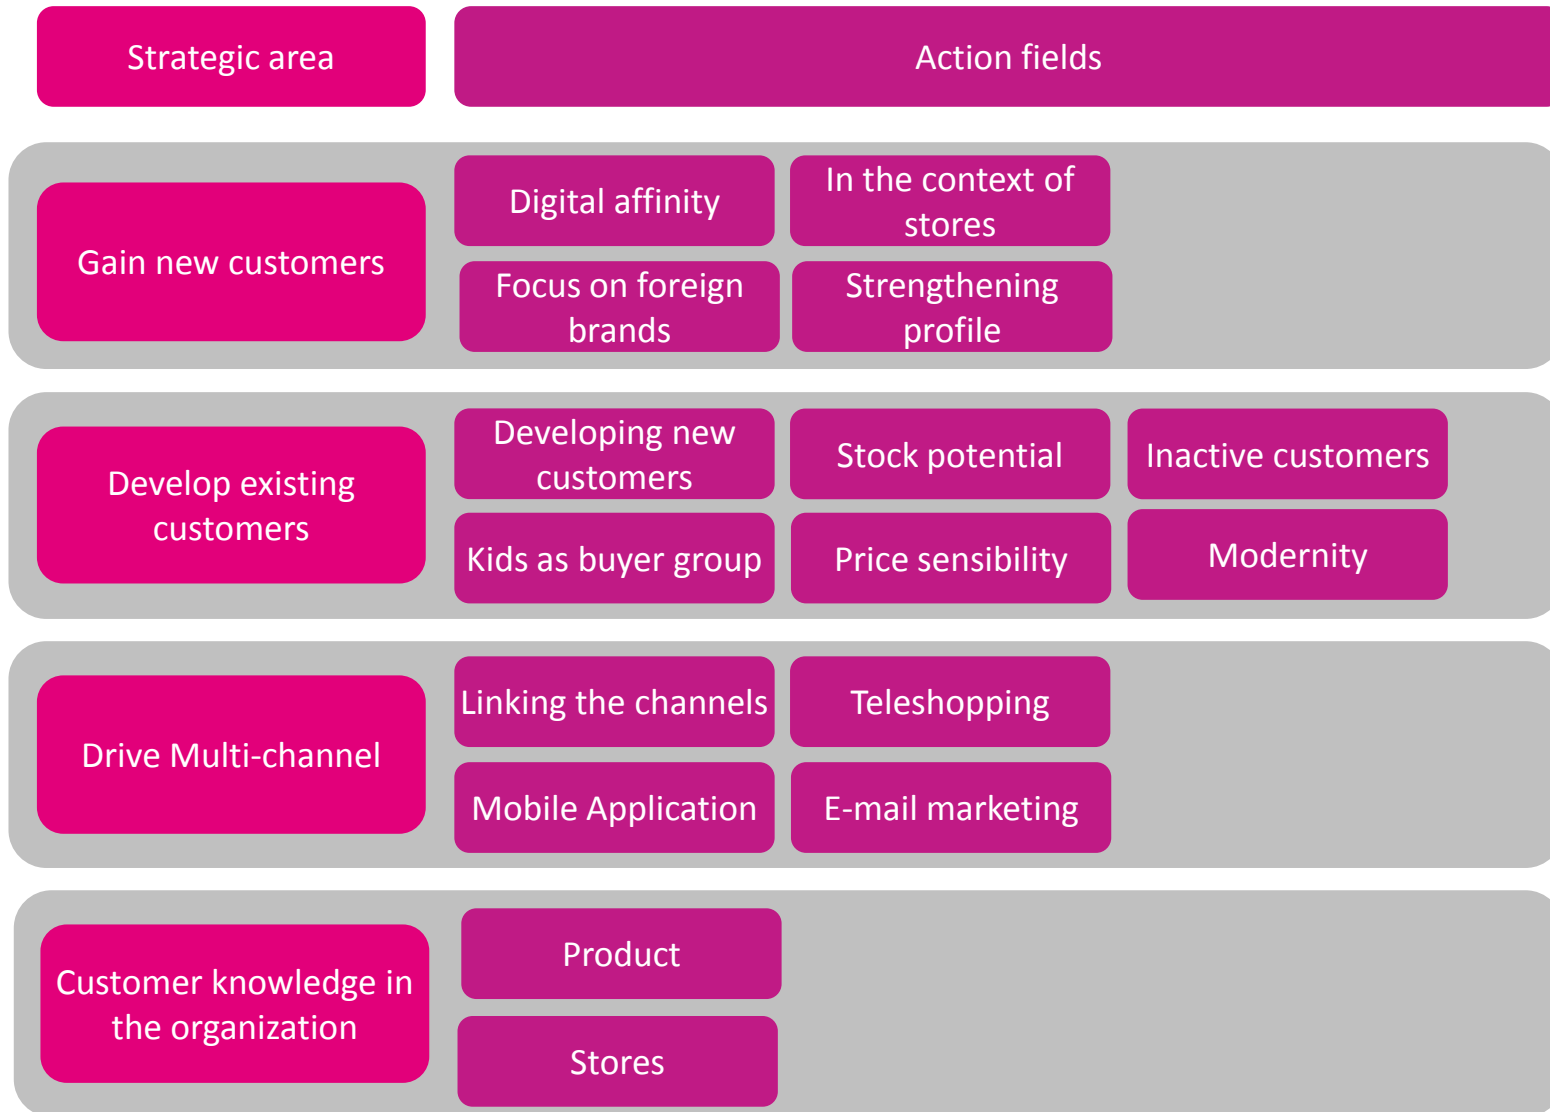 Strategic area
Action fields
Gain new customers
Digital affinity
In the context of
stores
Focus on foreign
brands
Strengthening
profile
Develop existing
customers
Developing new
customers
Stock potential
Inactive customers
Kids as buyer group
Price sensibility
Modernity
Drive Multi-channel
Linking the channels
Teleshopping
Mobile Application
E-mail marketing
Customer knowledge in
the organization
Product
Stores